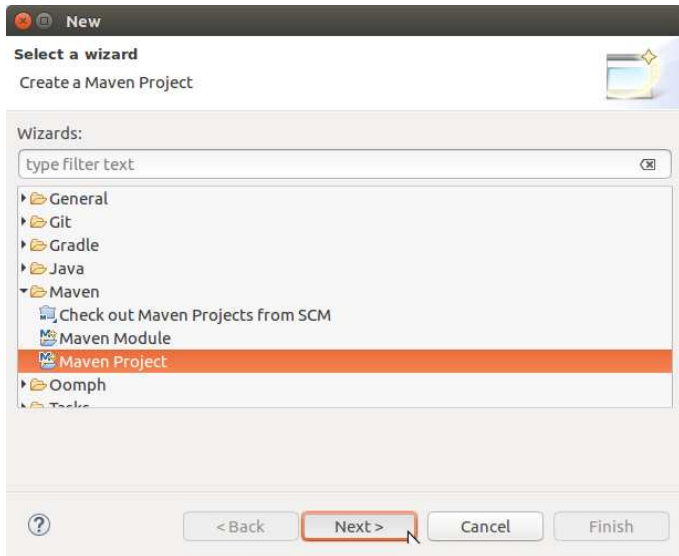 New
Select a wizard
Create a Maven Project
Wizards:
type filter text
General
Git
Gradle
Java
Maven
Check out Maven Projects from SCM
Maven Module
Maven Project
Oomph
Tasks
< Back Next > Cancel Finish